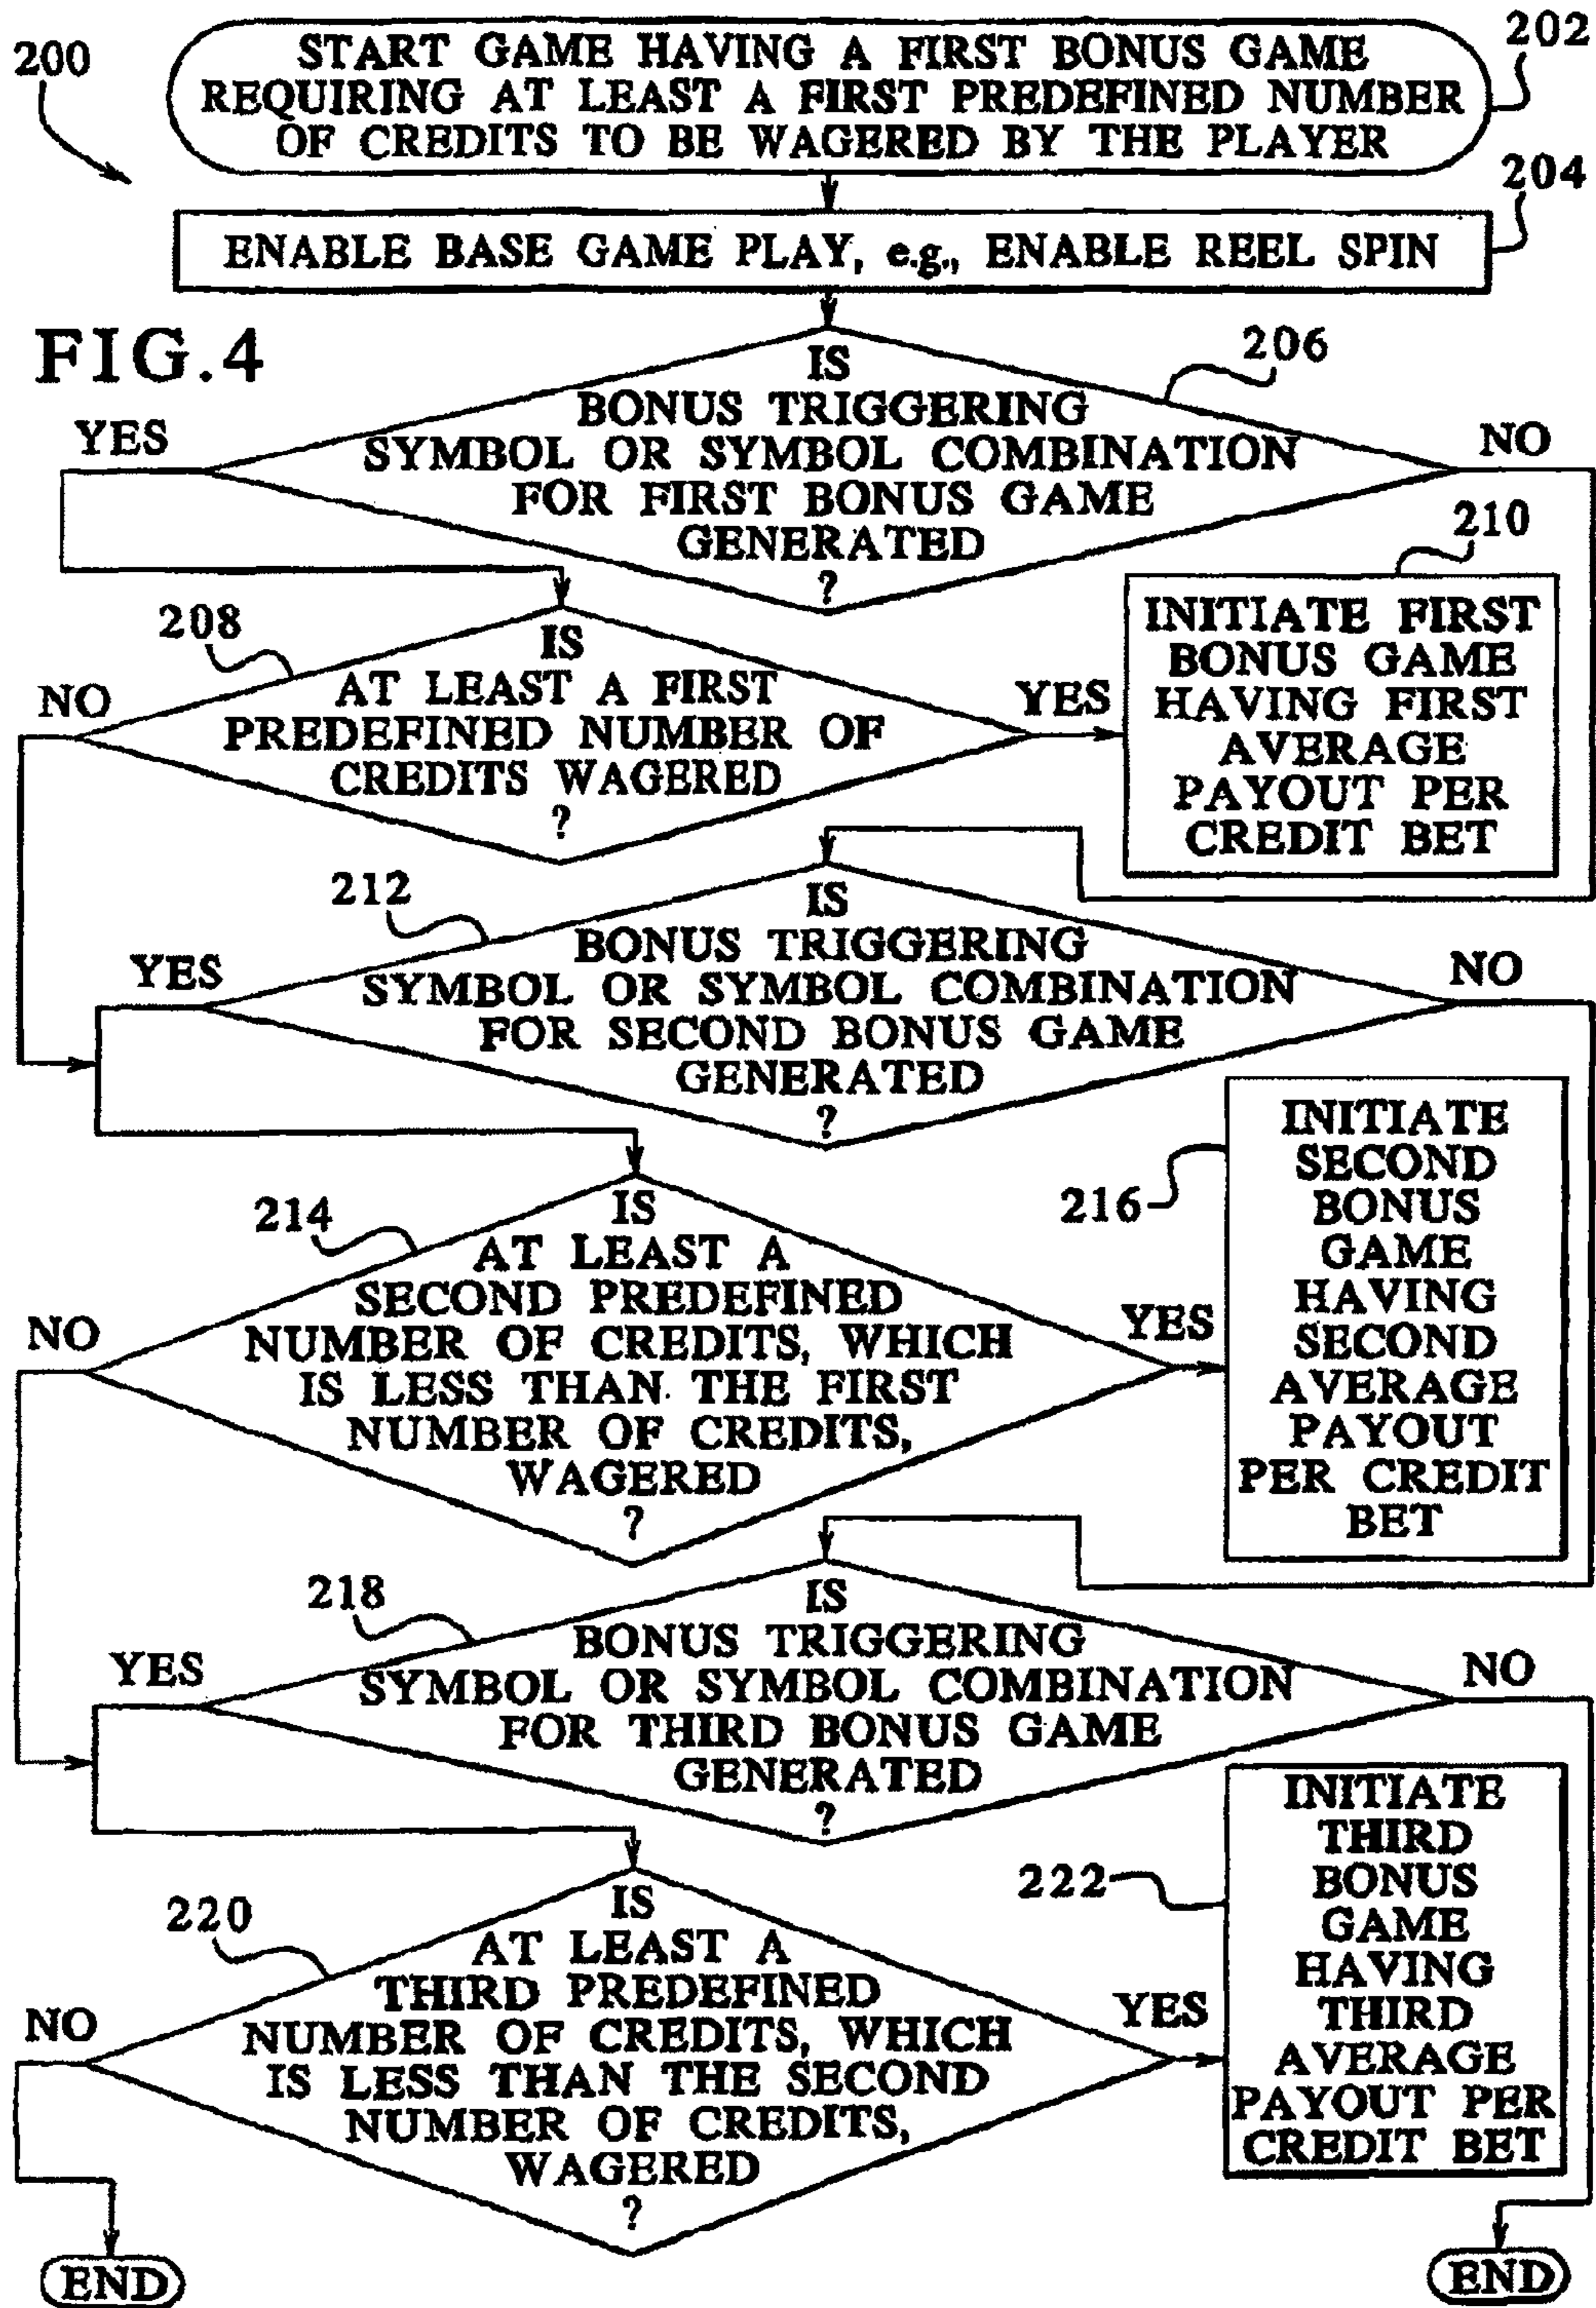 200
START GAME HAVING A FIRST BONUS GAME
REQUIRING AT LEAST A FIRST PREDEFINED NUMBER
OF CREDITS TO BE WAGERED BY THE PLAYER
202
204
ENABLE BASE GAME PLAY, e.g., ENABLE REEL SPIN
FIG.4
206
IS
BONUS TRIGGERING
SYMBOL OR SYMBOL COMBINATION
FOR FIRST BONUS GAME
GENERATED
?
YES
NO
208
IS
AT LEAST A FIRST
PREDEFINED NUMBER OF
CREDITS WAGERED
?
NO
YES
210
INITIATE FIRST
BONUS GAME
HAVING FIRST
AVERAGE
PAYOUT PER
CREDIT BET
212
IS
BONUS TRIGGERING
SYMBOL OR SYMBOL COMBINATION
FOR SECOND BONUS GAME
GENERATED
?
YES
NO
214
IS
AT LEAST A
SECOND PREDEFINED
NUMBER OF CREDITS, WHICH
IS LESS THAN THE FIRST
NUMBER OF CREDITS,
WAGERED
?
NO
YES
216
INITIATE
SECOND
BONUS
GAME
HAVING
SECOND
AVERAGE
PAYOUT
PER CREDIT
BET
218
IS
BONUS TRIGGERING
SYMBOL OR SYMBOL COMBINATION
FOR THIRD BONUS GAME
GENERATED
?
YES
NO
220
IS
AT LEAST A
THIRD PREDEFINED
NUMBER OF CREDITS, WHICH
IS LESS THAN THE SECOND
NUMBER OF CREDITS,
WAGERED
?
NO
YES
222
INITIATE
THIRD
BONUS
GAME
HAVING
THIRD
AVERAGE
PAYOUT PER
CREDIT BET
END
END